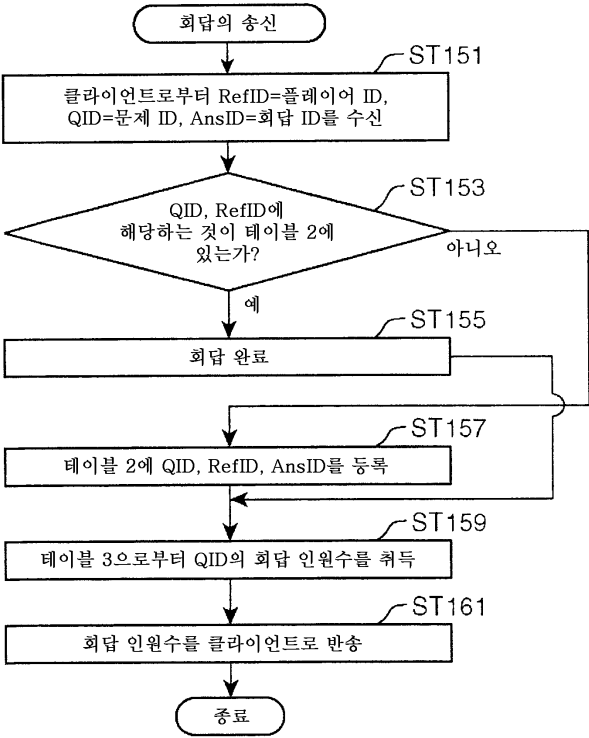 회답의 송신
ST151
클라이언트로부터 RefID=플레이어 ID,
QID=문제 ID, AnsID=회답 ID를 수신
ST153
QID, RefID에
해당하는 것이 테이블 2에
있는가?
아니오
예
ST155
회답 완료
ST157
테이블 2에 QID, RefID, AnsID를 등록
ST159
테이블 3으로부터 QID의 회답 인원수를 취득
ST161
회답 인원수를 클라이언트로 반송
종료